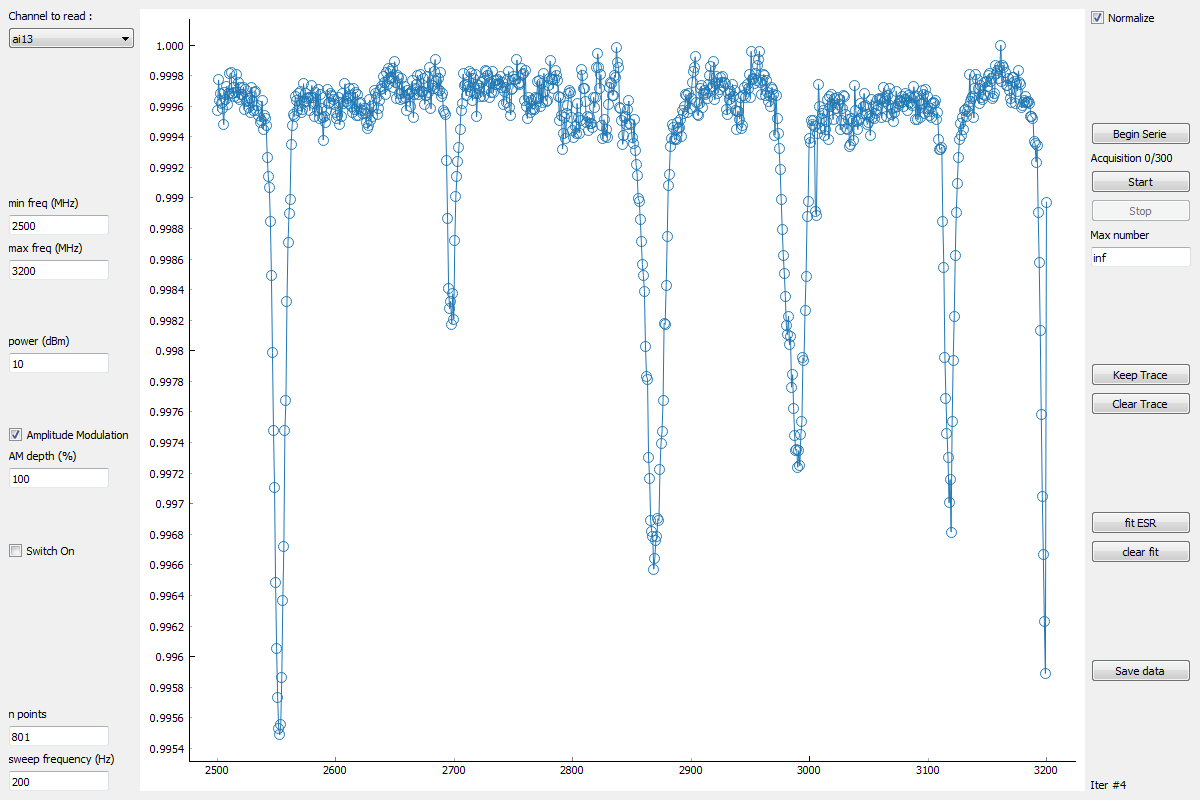 Channel to read :
ai13
min freq (MHz)
2500
max freq (MHz)
3200
power (dBm)
10
Amplitude Modulation
AM depth (%)
100
Switch On
n points
801
sweep frequency (Hz)
200
1.000
0.9998
0.9996
0.9994
0.9992
0.999
0.9988
0.9986
0.9984
0.9982
0.998
0.9978
0.9976
0.9974
0.9972
0.997
0.9968
0.9966
0.9964
0.9962
0.996
0.9958
0.9956
0.9954
2500 2600 2700 2800 2900 3000 3100 3200
Normalize
Begin Serie
Acquisition 0/300
Start
Stop
Max number
inf
Keep Trace
Clear Trace
fit ESR
clear fit
Save data
Iter #4